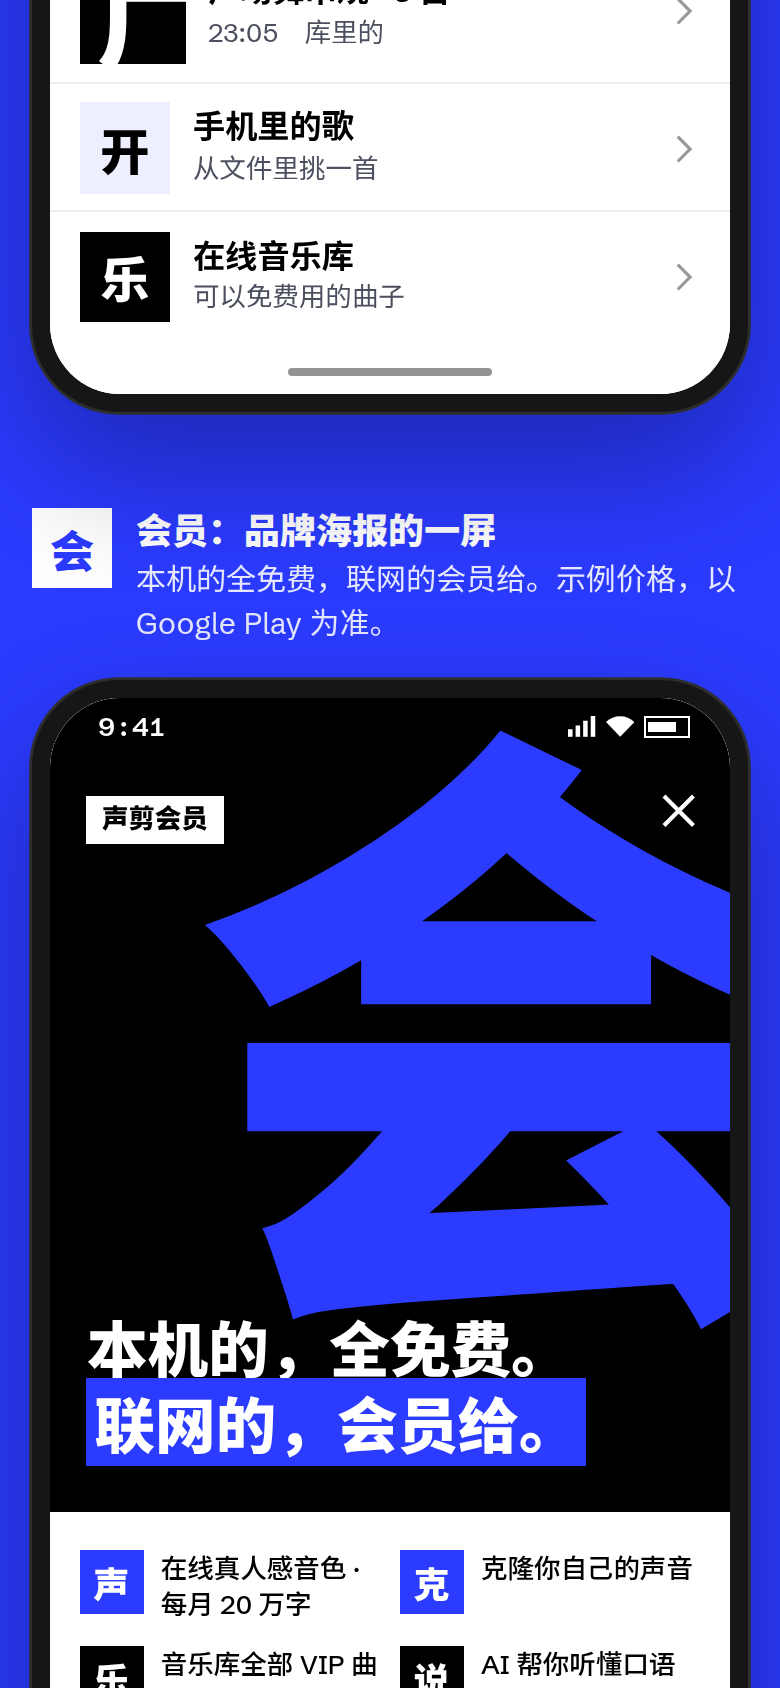 23:05 库里的
开
手机里的歌
从文件里挑一首
乐
在线音乐库
可以免费用的曲子
会
会员：品牌海报的一屏
本机的全免费，联网的会员给。示例价格，以
Google Play 为准。
9:41
声剪会员
会
本机的，全免费。
联网的，会员给。
声
在线真人感音色 ·
每月 20 万字
克
克隆你自己的声音
乐
音乐库全部 VIP 曲
说
AI 帮你听懂口语